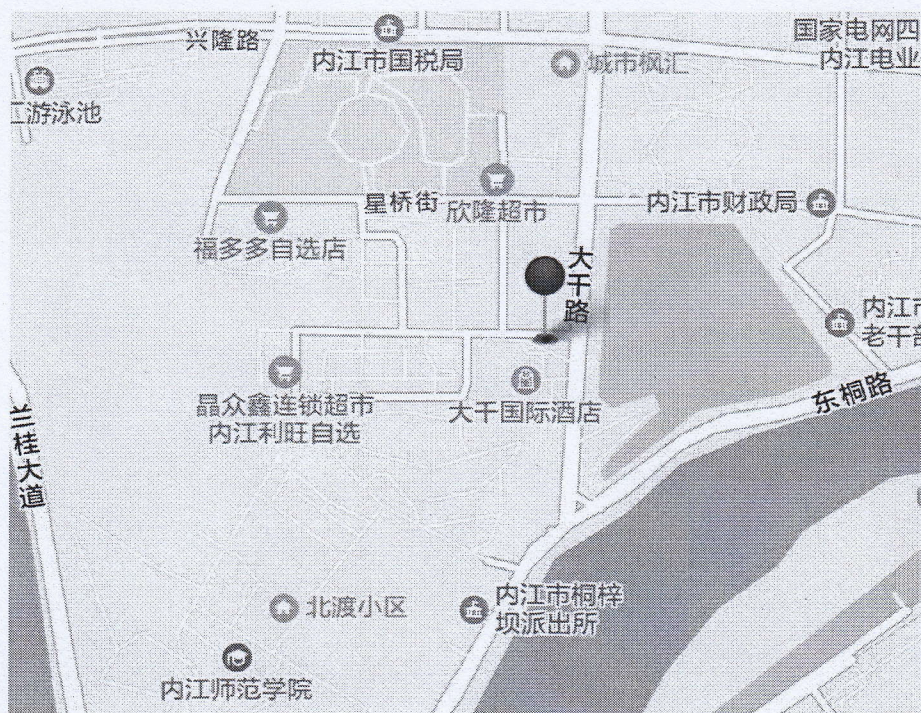 兴隆路
内江市国税局
城市枫汇
国家电网四
内江电业
工游泳池
星桥街
欣隆超市
内江市财政局
福多多自选店
大千路
内江市
老干部
晶众鑫连锁超市
内江利旺自选
大千国际酒店
东桐路
兰桂大道
北渡小区
内江市桐梓
坝派出所
内江师范学院